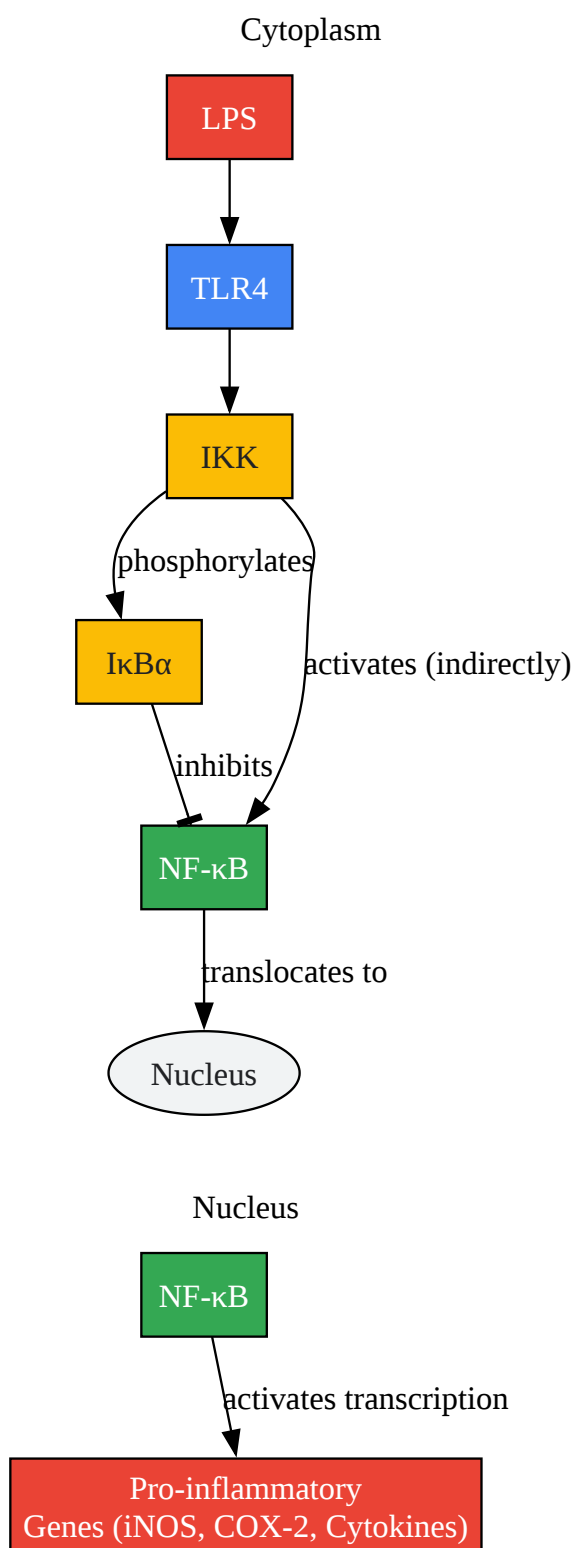 Cytoplasm
LPS
TLR4
IKK
phosphorylates
IκBα
activates (indirectly)
inhibits
NF-κB
translocates to
Nucleus
Nucleus
NF-κB
activates transcription
Pro-inflammatory
Genes (iNOS, COX-2, Cytokines)